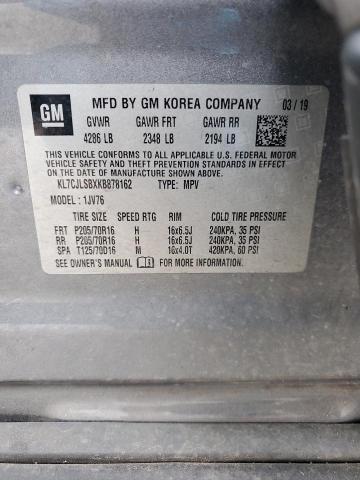 GM
MFD BY GM KOREA COMPANY 03 / 19
GVWR GAWR FRT GAWR RR
4286 LB 2348 LB 2194 LB
THIS VEHICLE CONFORMS TO ALL APPLICABLE U.S. FEDERAL MOTOR
VEHICLE SAFETY AND THEFT PREVENTION STANDARDS IN
EFFECT ON THE DATE OF MANUFACTURE SHOWN ABOVE.
KL7CJLSBXKB878162 TYPE: MPV
MODEL : 1JV76
TIRE SIZE SPEED RTG RIM COLD TIRE PRESSURE
FRT P205/70R16 H 16x6.5J 240KPA, 35 PSI
RR P205/70R16 H 16x6.5J 240KPA, 35 PSI
SPA T125/70D16 M 16x4.0T 420KPA, 60 PSI
SEE OWNER'S MANUAL FOR MORE INFORMATION